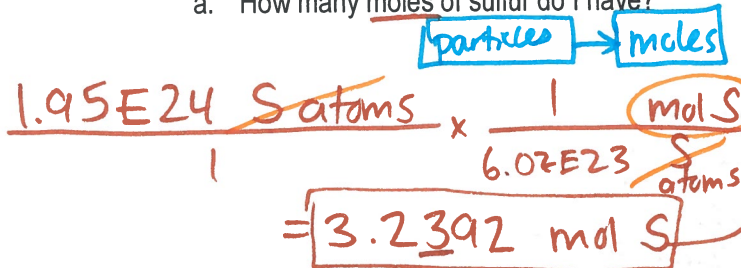 a. How many moles of sulfur do I have?
particles → moles
1.95E24 S atoms / 1 x 1 mol S / 6.02E23 S atoms
= 3.2392 mol S